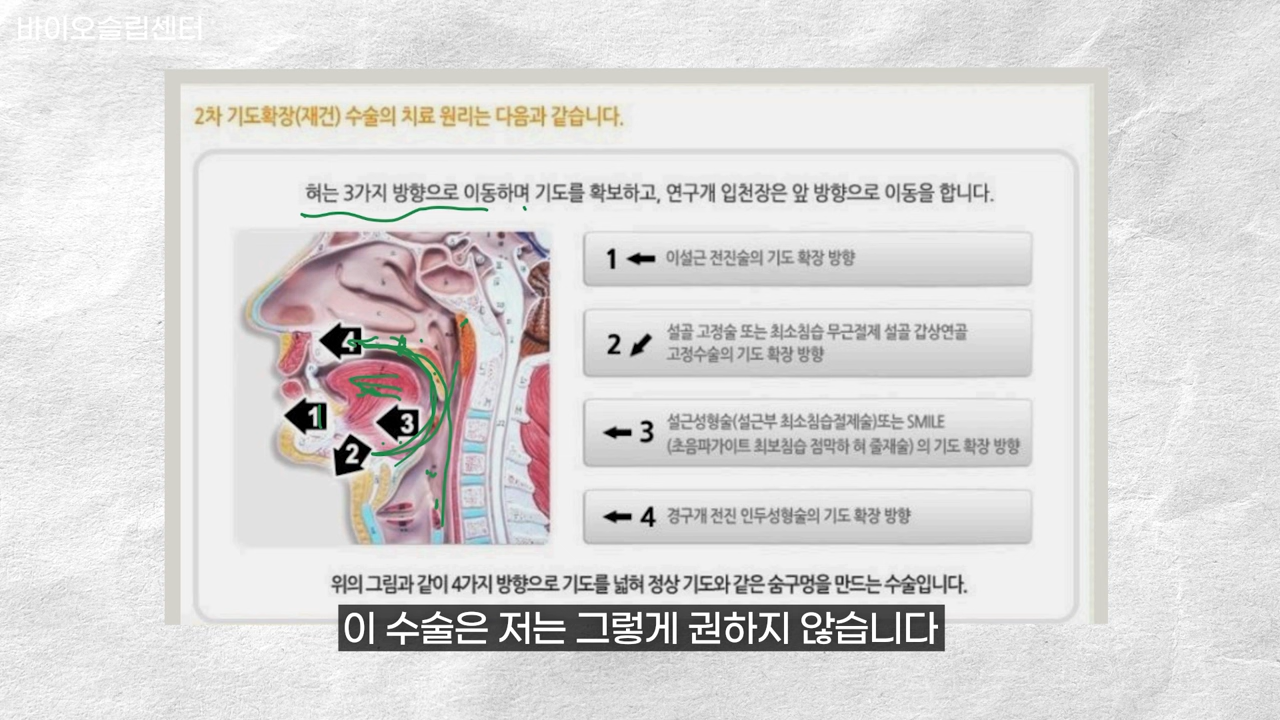 바이오슬립센터
2차 기도확장(재건) 수술의 치료 원리는 다음과 같습니다.
혀는 3가지 방향으로 이동하며 기도를 확보하고, 연구개 입천장은 앞 방향으로 이동을 합니다.
4
1
3
2
1 ← 이설근 전진술의 기도 확장 방향
2 ↙ 설골 고정술 또는 최소침습 무근절제 설골 갑상연골
고정수술의 기도 확장 방향
← 3 설근성형술(설근부 최소침습절제술)또는 SMILE
(초음파가이트 최보침습 점막하 혀 줄재술) 의 기도 확장 방향
← 4 경구개 전진 인두성형술의 기도 확장 방향
위의 그림과 같이 4가지 방향으로 기도를 넓혀 정상 기도와 같은 숨구멍을 만드는 수술입니다.
이 수술은 저는 그렇게 권하지 않습니다